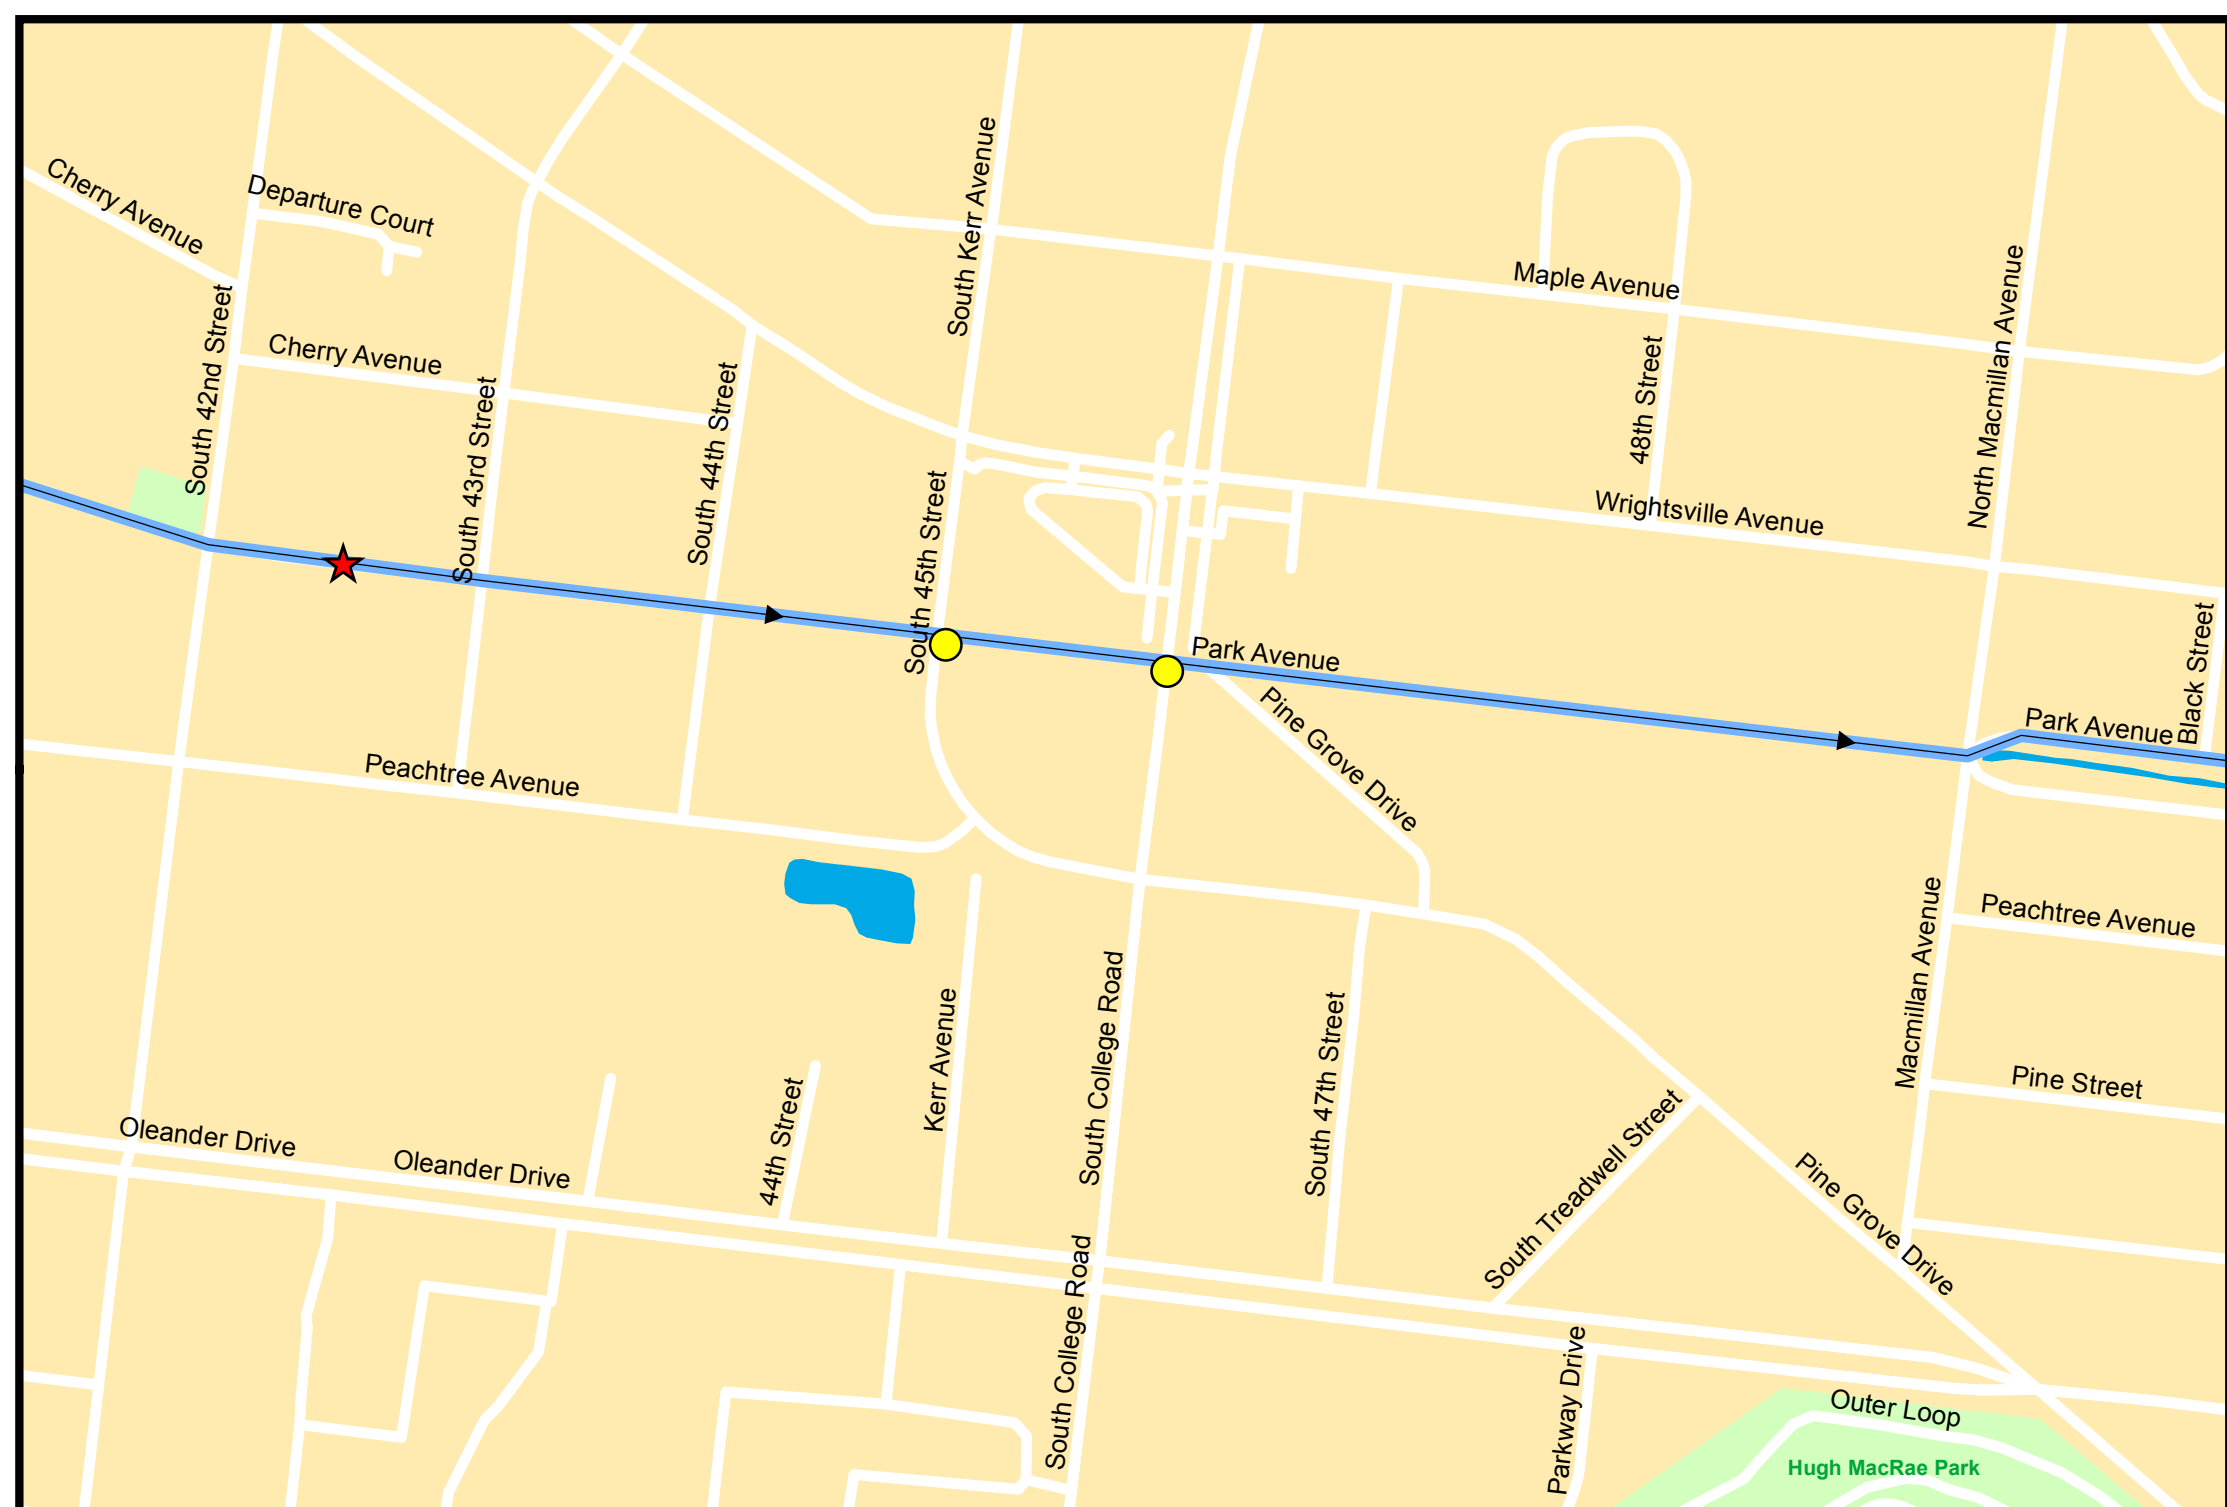 Cherry Avenue
Departure Court
South Kerr Avenue
Maple Avenue
North Macmillan Avenue
South 42nd Street
Cherry Avenue
South 43rd Street
South 44th Street
48th Street
South 45th Street
Wrightsville Avenue
Park Avenue
Black Street
Park Avenue
Pine Grove Drive
Peachtree Avenue
Macmillan Avenue
Peachtree Avenue
Kerr Avenue
South College Road
South 47th Street
Pine Street
44th Street
South Treadwell Street
Oleander Drive
Oleander Drive
Pine Grove Drive
South College Road
Parkway Drive
Outer Loop
Hugh MacRae Park